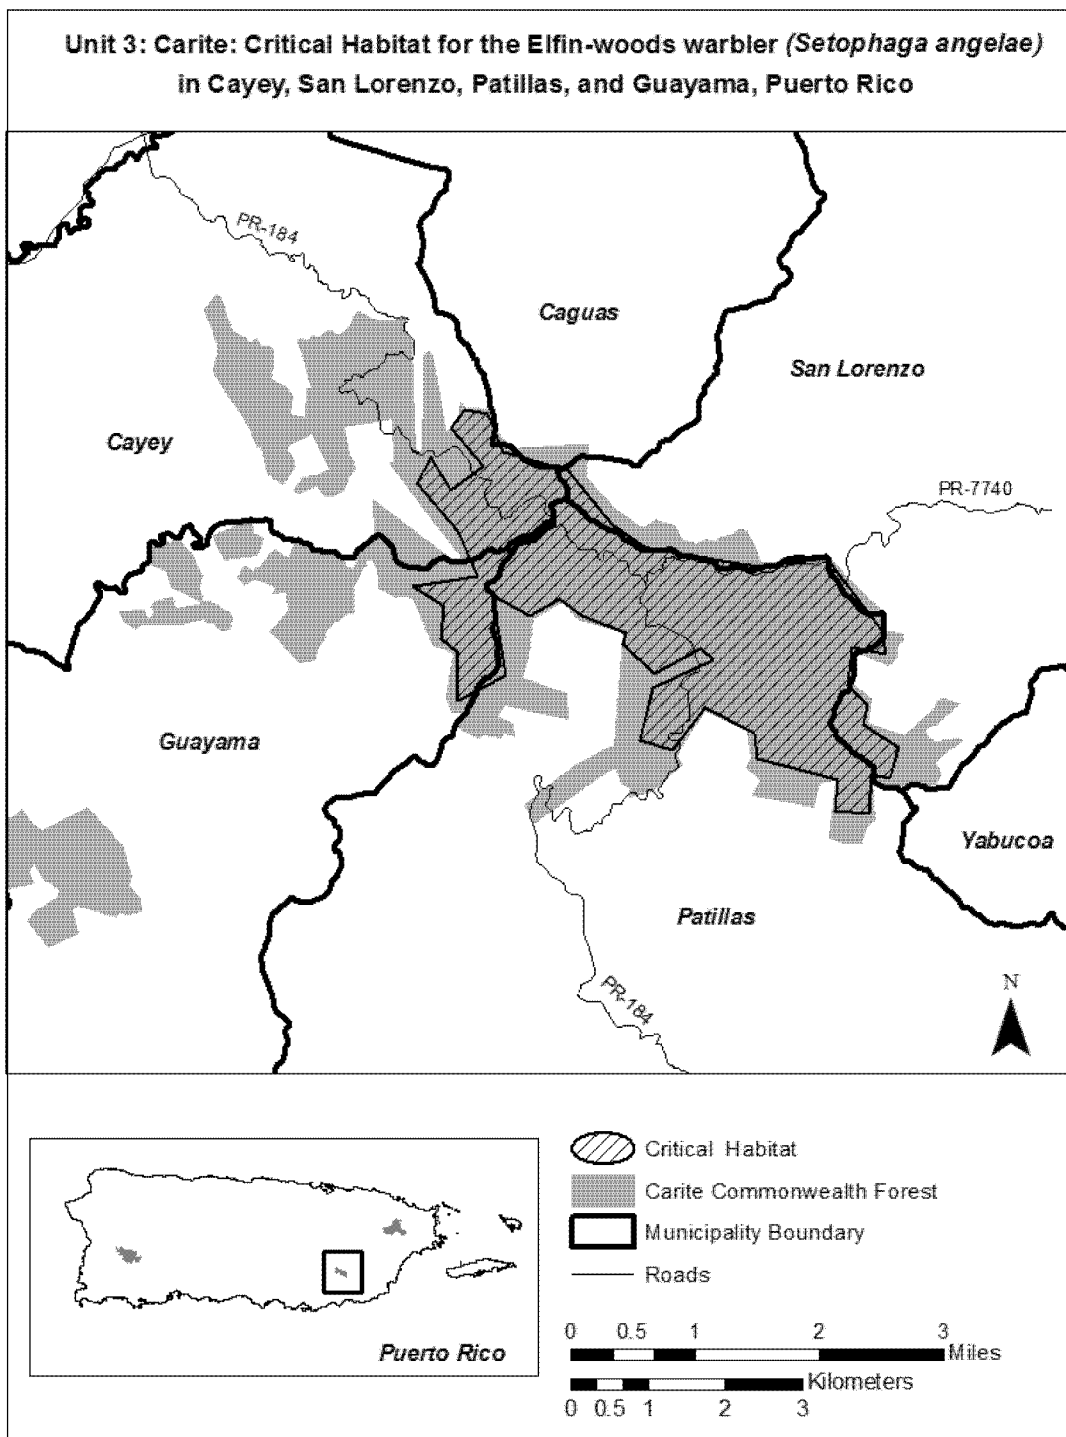 Unit 3: Carite: Critical Habitat for the Elfin-woods warbler (Setophaga angelae)
in Cayey, San Lorenzo, Patillas, and Guayama, Puerto Rico
PR-184
Caguas
San Lorenzo
Cayey
PR-7740
Guayama
Yabucoa
Patillas
PR-184
N
Critical Habitat
Carite Commonwealth Forest
Municipality Boundary
Roads
Puerto Rico
0 0.5 1 2 3
Miles
Kilometers
0 0.5 1 2 3